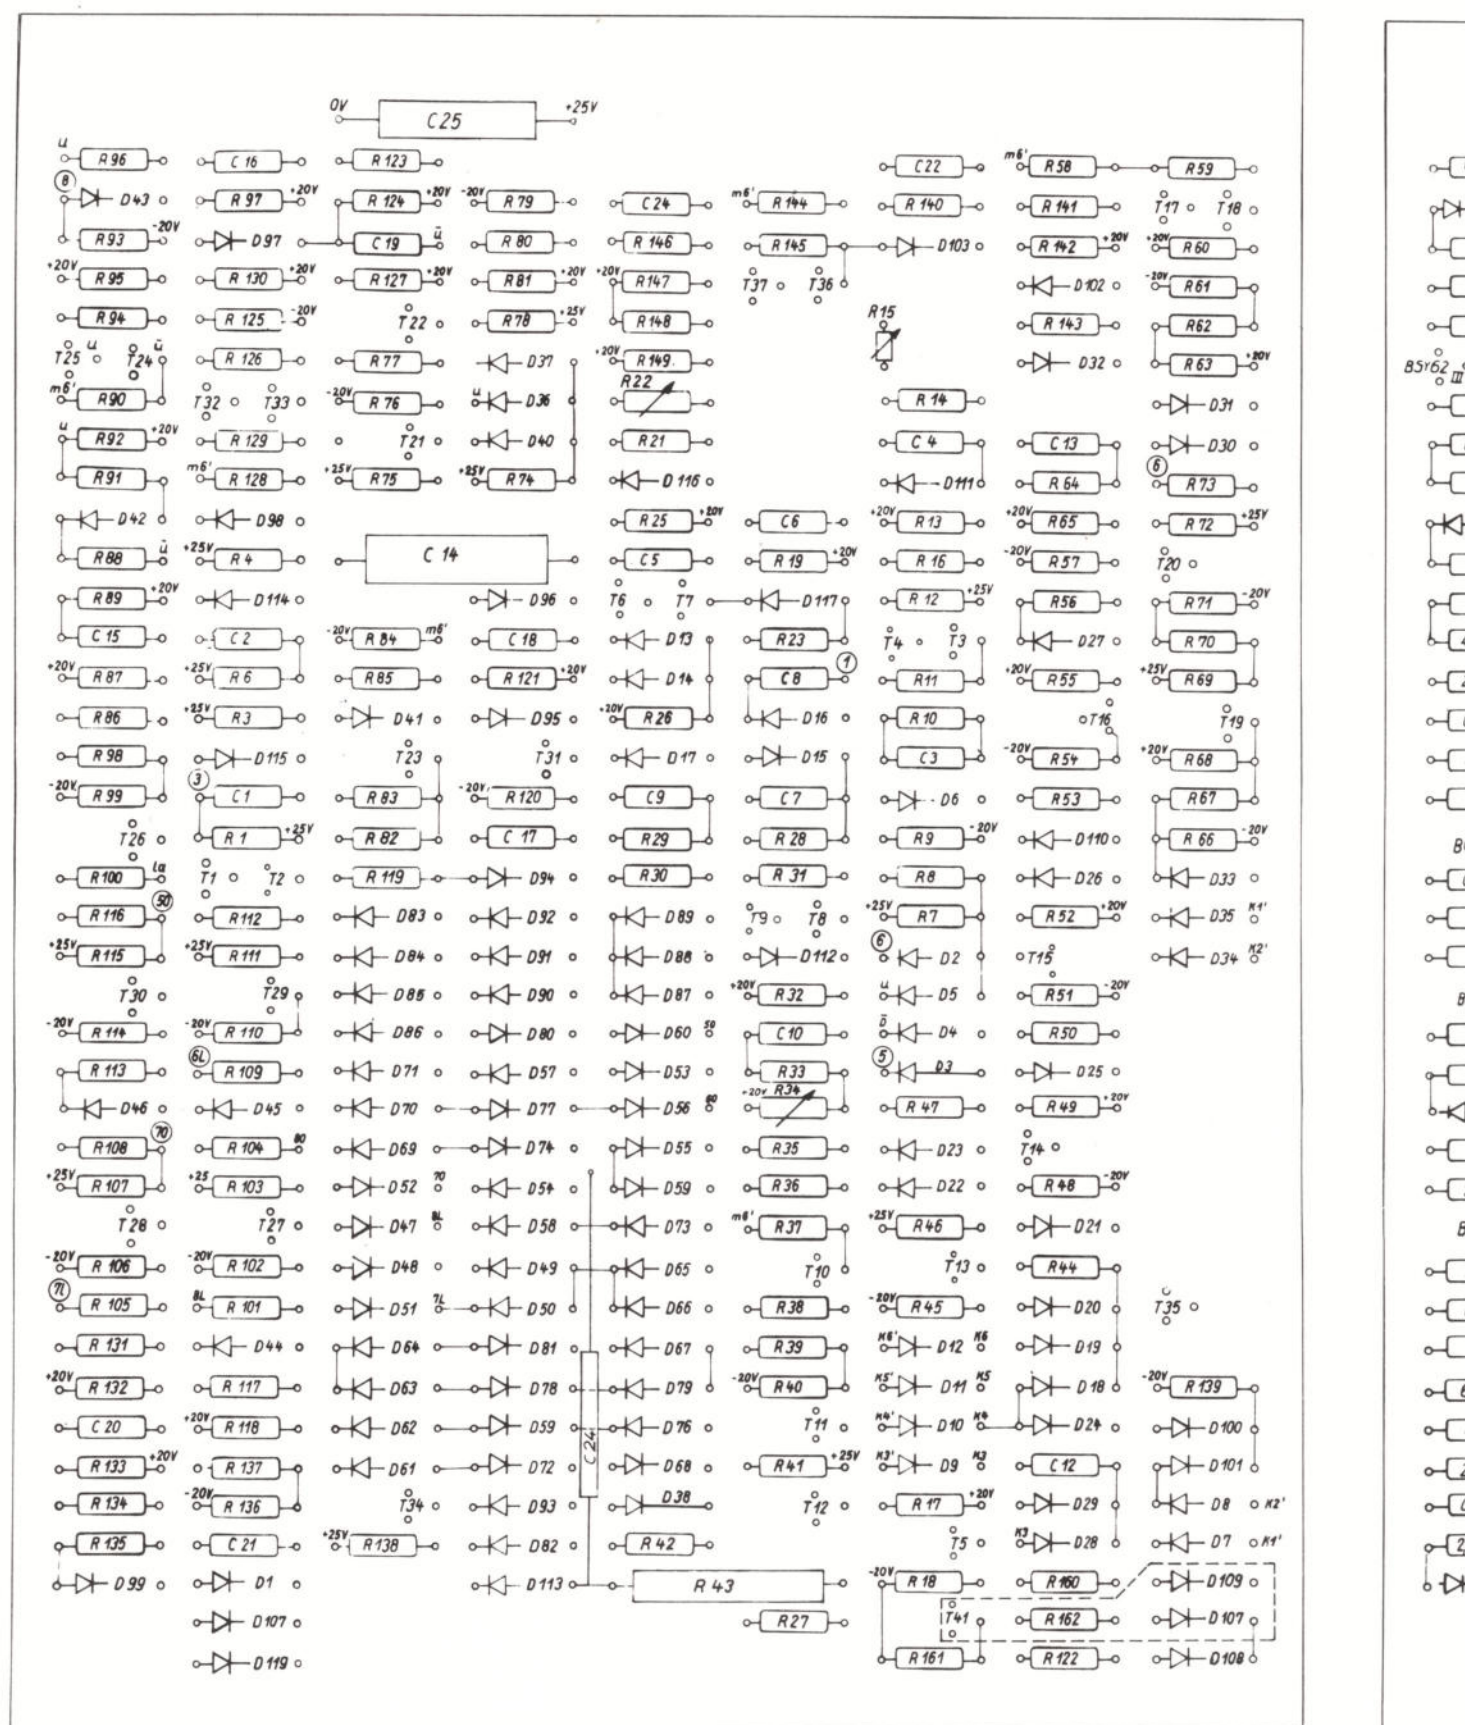 0V C25 +25V
u R96 C16 R123 C22 m6' R58 R59
8 D43 R97 +20V R124 +20V -20V R79 C24 m6' R144 R140 R141 T17 T18
R93 -20V D97 C19 ū R80 R146 R145 D103 R142 +20V +20V R60
+20V R95 R130 +20V R127 +20V R81 +20V +20V R147 T37 T36 D102 -20V R61
R94 R125 -20V T22 R78 +25V R148 R15 R143 R62
T25 u T24 ū R126 R77 D37 +20V R149 D32 R63 +20V
BSY62 III
m6' R90 T32 T33 -20V R76 u D36 R22 R14 D31
u R92 +20V R129 T21 D40 R21 C4 C13 D30
R91 m6' R128 +25V R75 +25V R74 D116 D111 R64 6 R73
D42 D98 R25 +20V C6 +20V R13 +20V R65 R72 +25V
R88 ū +25V R4 C14 C5 R19 +20V R16 -20V R57 T20
R89 +20V D114 D96 T6 T7 D117 R12 +25V R56 R71 -20V
C15 C2 -20V R84 m6' C18 D13 R23 T4 T3 D27 R70
+20V R87 +25V R6 R85 R121 +20V D14 C8 1 R11 +20V R55 +25V R69
R86 +25V R3 D41 D95 +20V R26 D16 R10 T16 T19
R98 D115 T23 T31 D17 D15 C3 -20V R54 +20V R68
-20V R99 3 C1 R83 -20V R120 C9 C7 D6 R53 R67
T26 R1 +25V R82 C17 R29 R28 R9 -20V D110 R66 -20V
R100 La T1 T2 R119 D94 R30 R31 R8 D26 D33
R116 50 R112 D83 D92 D89 T9 T8 +25V R7 R52 +20V D35 K1'
+25V R115 +25V R111 D84 D91 D88 D112 6 D2 T15 D34 K2'
T30 T29 D85 D90 D87 +20V R32 u D5 R51 -20V
-20V R114 -20V R110 D86 D80 D60 50 C10 D̄ D4 R50
R113 6L R109 D71 D57 D53 R33 5 D3 D25
D46 D45 D70 D77 D56 60 +20V R34 R47 R49 +20V
R108 70 R104 80 D69 D74 D55 R35 D23 T14
+25V R107 +25 R103 D52 70 D54 D59 R36 D22 R48 -20V
T28 T27 D47 8L D58 D73 m6' R37 +25V R46 D21
-20V R106 -20V R102 D48 D49 D65 T10 T13 R44
7L R105 8L R101 D51 7L D50 D66 R38 -20V R45 D20 T35
R131 D44 D64 D81 D67 R39 K6' D12 K6 D19
+20V R132 R117 D63 D78 D79 -20V R40 K5' D11 K5 D18 -20V R139
C20 +20V R118 D62 D59 C24 D76 T11 K4' D10 K4 D24 D100
R133 +20V R137 D61 D72 D68 R41 +25V K3' D9 K3 C12 D101
R134 -20V R136 T34 D93 D38 T12 R17 +20V D29 D8 K2'
R135 C21 +25V R138 D82 R42 T5 K3 D28 D7 K1'
D99 D1 D113 R43 -20V R18 R160 D109
D107 R27 T41 R162 D107
D119 R161 R122 D108